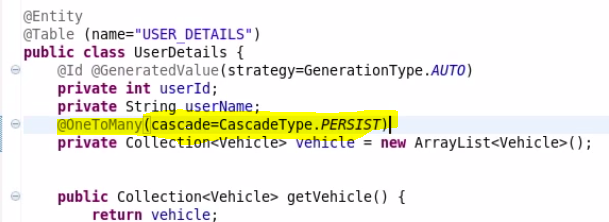 @Entity
@Table (name="USER_DETAILS")
public class UserDetails {
@Id @GeneratedValue(strategy=GenerationType.AUTO)
private int userId;
private String userName;
@OneToMany(cascade=CascadeType.PERSIST)
private Collection<Vehicle> vehicle = new ArrayList<Vehicle>();
public Collection<Vehicle> getVehicle() {
return vehicle;